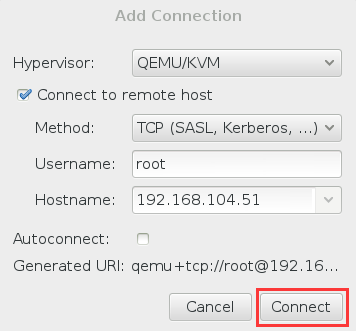 Add Connection
Hypervisor: QEMU/KVM
Connect to remote host
Method: TCP (SASL, Kerberos, ...)
Username: root
Hostname: 192.168.104.51
Autoconnect:
Generated URI: qemu+tcp://root@192.16...
Cancel Connect